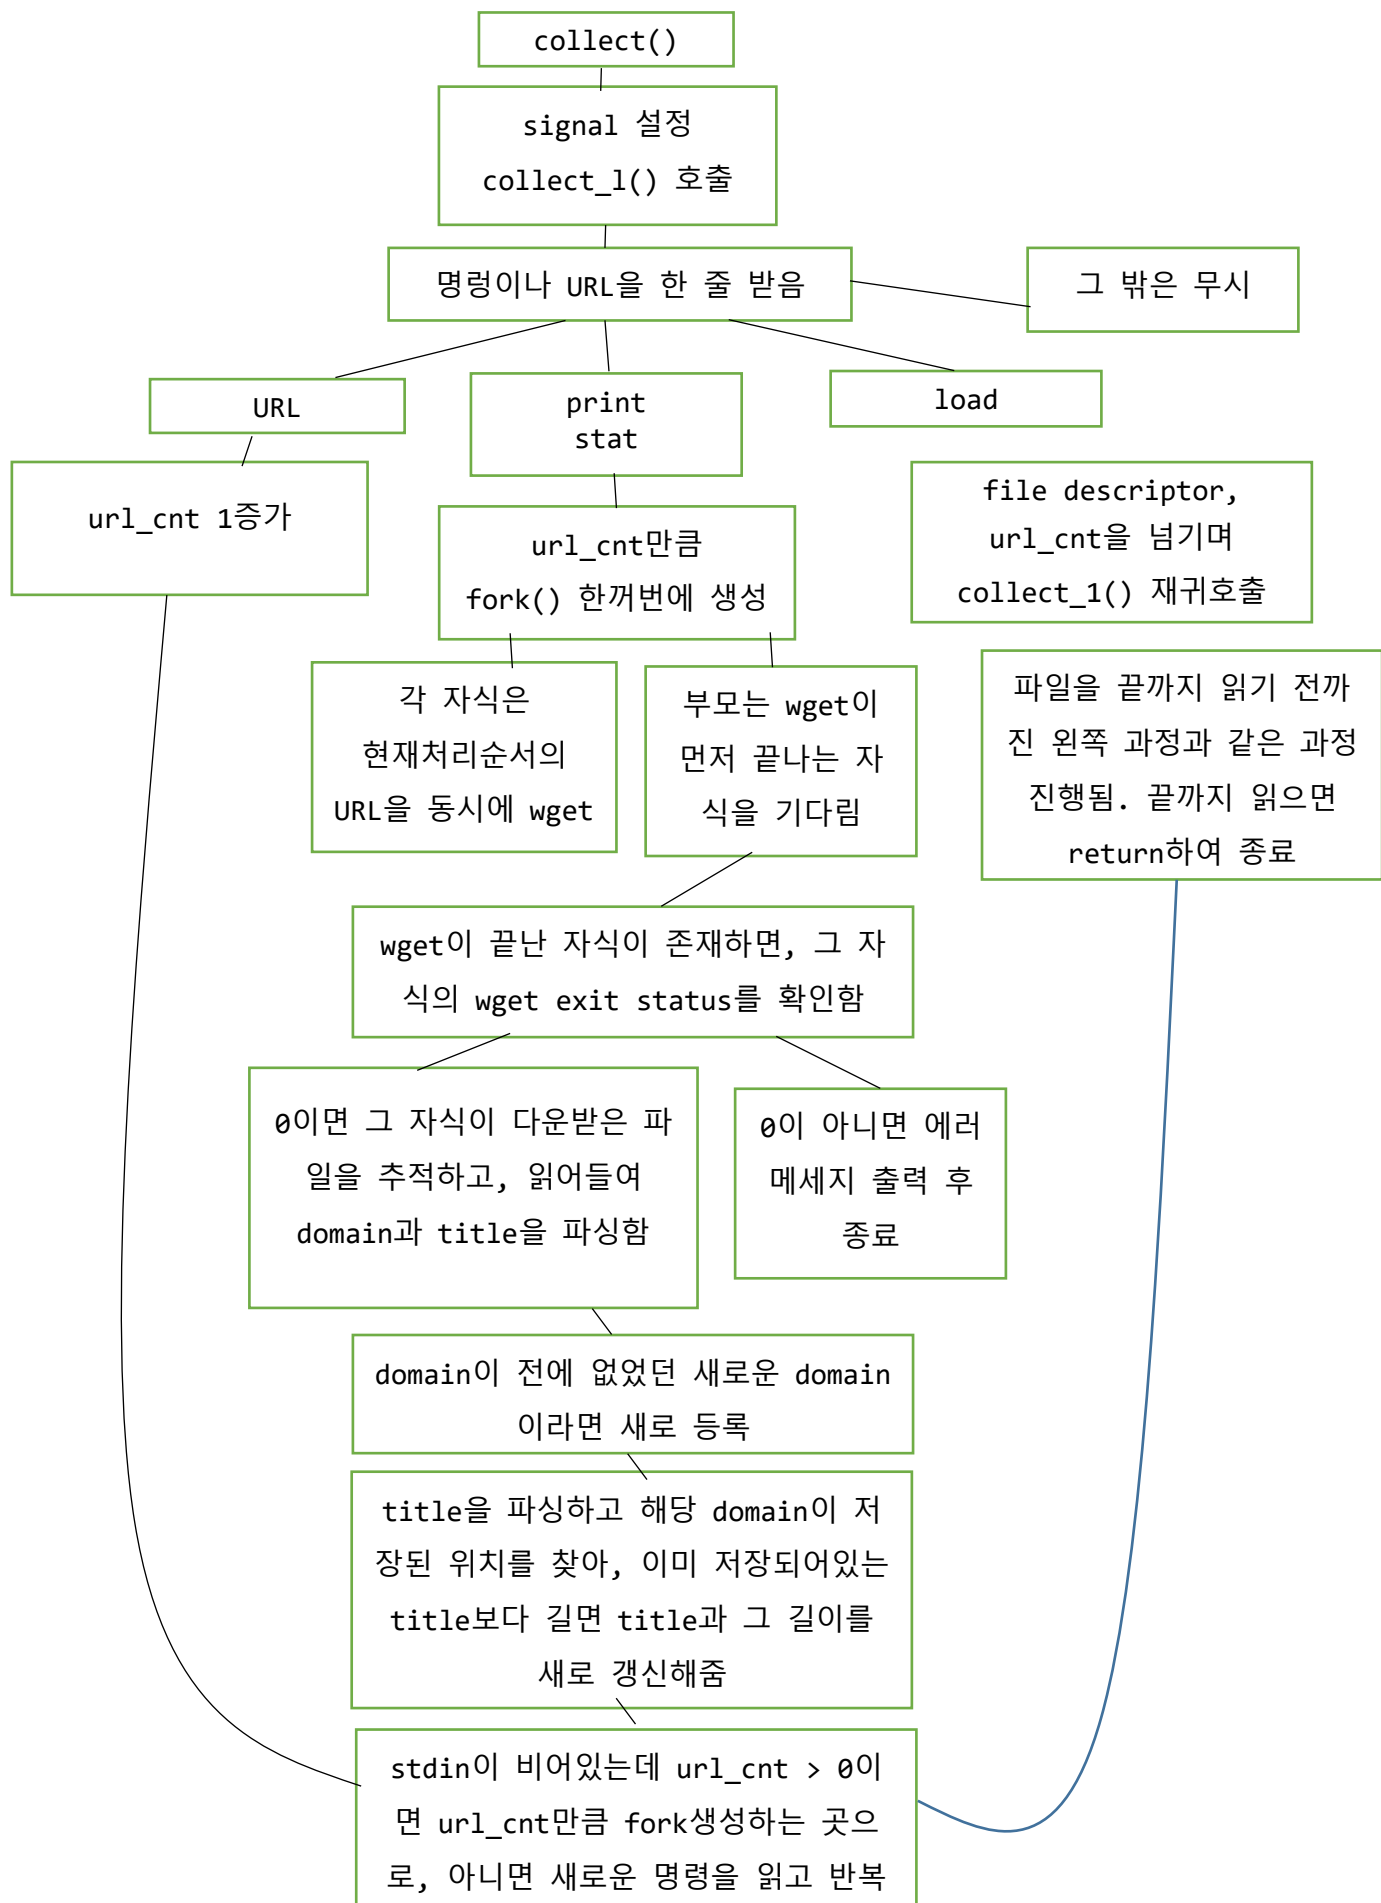 collect()
signal 설정
collect_l() 호출
명렁이나 URL을 한 줄 받음
그 밖은 무시
URL
print
stat
load
url_cnt 1증가
url_cnt만큼
fork() 한꺼번에 생성
file descriptor,
url_cnt을 넘기며
collect_1() 재귀호출
각 자식은
현재처리순서의
URL을 동시에 wget
부모는 wget이
먼저 끝나는 자
식을 기다림
파일을 끝까지 읽기 전까
진 왼쪽 과정과 같은 과정
진행됨. 끝까지 읽으면
return하여 종료
wget이 끝난 자식이 존재하면, 그 자
식의 wget exit status를 확인함
0이면 그 자식이 다운받은 파
일을 추적하고, 읽어들여
domain과 title을 파싱함
0이 아니면 에러
메세지 출력 후
종료
domain이 전에 없었던 새로운 domain
이라면 새로 등록
title을 파싱하고 해당 domain이 저
장된 위치를 찾아, 이미 저장되어있는
title보다 길면 title과 그 길이를
새로 갱신해줌
stdin이 비어있는데 url_cnt > 0이
면 url_cnt만큼 fork생성하는 곳으
로, 아니면 새로운 명령을 읽고 반복